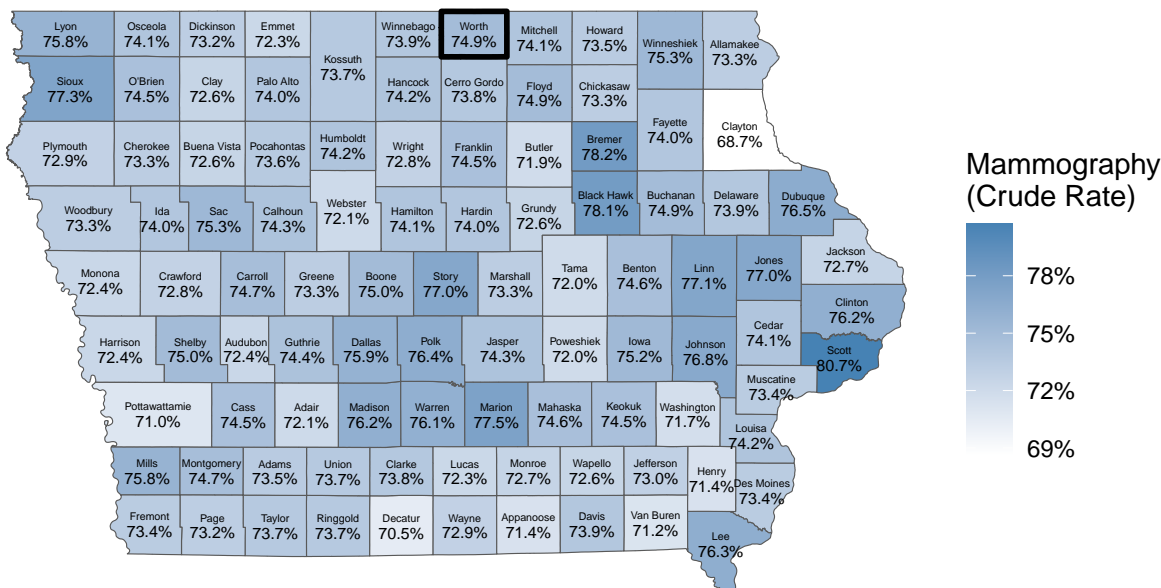 Lyon
75.8%
Osceola
74.1%
Dickinson
73.2%
Emmet
72.3%
Kossuth
73.7%
Winnebago
73.9%
Worth
74.9%
Mitchell
74.1%
Howard
73.5%
Winneshiek
75.3%
Allamakee
73.3%
Sioux
77.3%
O'Brien
74.5%
Clay
72.6%
Palo Alto
74.0%
Hancock
74.2%
Cerro Gordo
73.8%
Floyd
74.9%
Chickasaw
73.3%
Fayette
74.0%
Clayton
68.7%
Plymouth
72.9%
Cherokee
73.3%
Buena Vista
72.6%
Pocahontas
73.6%
Humboldt
74.2%
Wright
72.8%
Franklin
74.5%
Butler
71.9%
Bremer
78.2%
Woodbury
73.3%
Ida
74.0%
Sac
75.3%
Calhoun
74.3%
Webster
72.1%
Hamilton
74.1%
Hardin
74.0%
Grundy
72.6%
Black Hawk
78.1%
Buchanan
74.9%
Delaware
73.9%
Dubuque
76.5%
Monona
72.4%
Crawford
72.8%
Carroll
74.7%
Greene
73.3%
Boone
75.0%
Story
77.0%
Marshall
73.3%
Tama
72.0%
Benton
74.6%
Linn
77.1%
Jones
77.0%
Jackson
72.7%
Clinton
76.2%
Harrison
72.4%
Shelby
75.0%
Audubon
72.4%
Guthrie
74.4%
Dallas
75.9%
Polk
76.4%
Jasper
74.3%
Poweshiek
72.0%
Iowa
75.2%
Johnson
76.8%
Cedar
74.1%
Scott
80.7%
Muscatine
73.4%
Pottawattamie
71.0%
Cass
74.5%
Adair
72.1%
Madison
76.2%
Warren
76.1%
Marion
77.5%
Mahaska
74.6%
Keokuk
74.5%
Washington
71.7%
Louisa
74.2%
Mills
75.8%
Montgomery
74.7%
Adams
73.5%
Union
73.7%
Clarke
73.8%
Lucas
72.3%
Monroe
72.7%
Wapello
72.6%
Jefferson
73.0%
Henry
71.4%
Des Moines
73.4%
Fremont
73.4%
Page
73.2%
Taylor
73.7%
Ringgold
73.7%
Decatur
70.5%
Wayne
72.9%
Appanoose
71.4%
Davis
73.9%
Van Buren
71.2%
Lee
76.3%
Mammography
(Crude Rate)
78%
75%
72%
69%